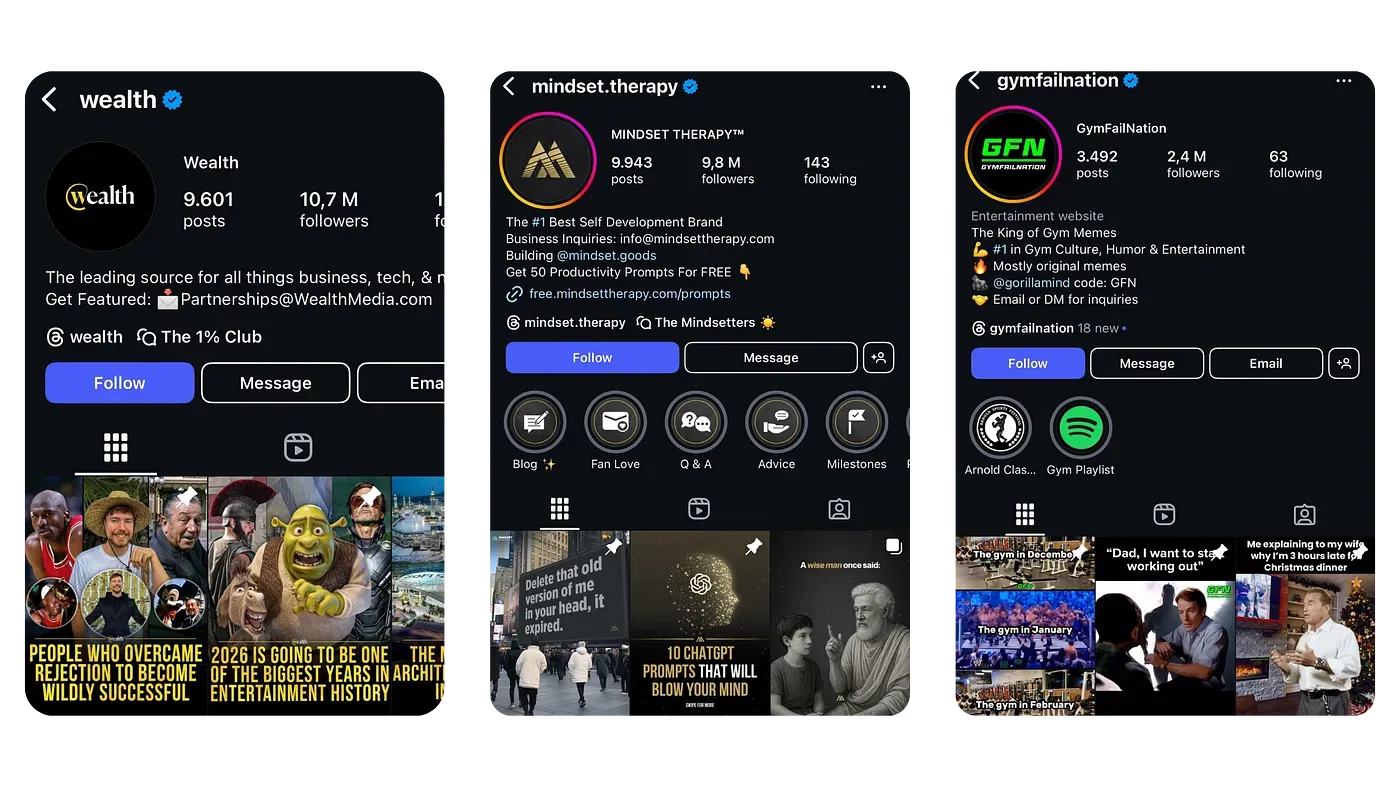 wealth
wealth
Wealth
9.601
10,7 M
1
posts
followers
fo
The leading source for all things business, tech, & n
Get Featured: 📩Partnerships@WealthMedia.com
wealth
The 1% Club
Follow
Message
Ema
wealth
PEOPLE WHO OVERCAME
REJECTION TO BECOME
WILDLY SUCCESSFUL
wealth
2026 IS GOING TO BE ONE
OF THE BIGGEST YEARS IN
ENTERTAINMENT HISTORY
THE M
ARCHIT
IN
mindset.therapy
MINDSET THERAPY™
9.943
9,8 M
143
posts
followers
following
The #1 Best Self Development Brand
Business Inquiries: info@mindsettherapy.com
Building @mindset.goods
Get 50 Productivity Prompts For FREE 👇
free.mindsettherapy.com/prompts
mindset.therapy
The Mindsetters ☀️
Follow
Message
Blog ✨
Fan Love
Q & A
Advice
Milestones
Delete that old
version of me
in your head, it
expired.
10 CHATGPT
PROMPTS THAT WILL
BLOW YOUR MIND
SWIPE FOR MORE
A wise man once said:
gymfailnation
GFN
GYMFAILNATION
GymFailNation
3.492
2,4 M
63
posts
followers
following
Entertainment website
The King of Gym Memes
💪 #1 in Gym Culture, Humor & Entertainment
🔥 Mostly original memes
🦍 @gorillamind code: GFN
🤝 Email or DM for inquiries
gymfailnation 18 new
Follow
Message
Email
Arnold Clas...
Gym Playlist
The gym in December
GFN
The gym in January
The gym in February
“Dad, I want to start
working out”
GFN
Me explaining to my wife
why I'm 3 hours late for
Christmas dinner